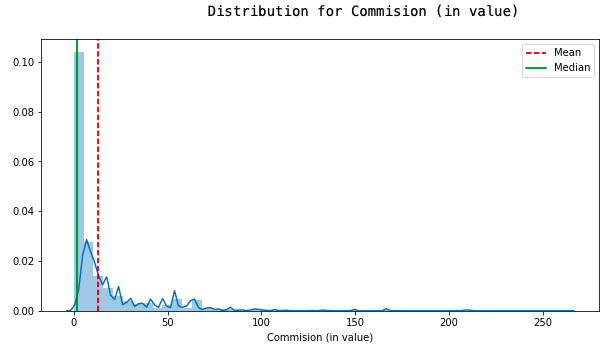 Distribution for Commision (in value)
Mean
Median
0.10
0.08
0.06
0.04
0.02
0.00
0 50 100 150 200 250
Commision (in value)